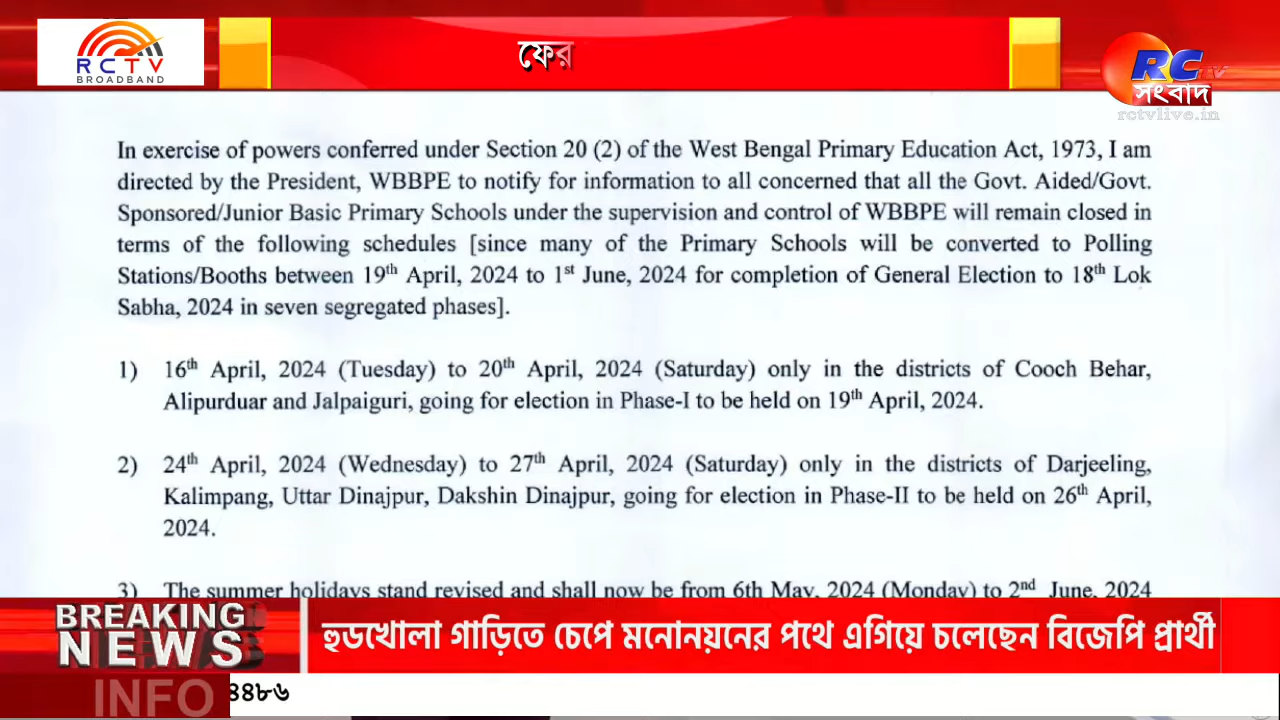 RCTV
BROADBAND
ফের
RCTV
সংবাদ
rctvlive.in
In exercise of powers conferred under Section 20 (2) of the West Bengal Primary Education Act, 1973, I am
directed by the President, WBBPE to notify for information to all concerned that all the Govt. Aided/Govt.
Sponsored/Junior Basic Primary Schools under the supervision and control of WBBPE will remain closed in
terms of the following schedules [since many of the Primary Schools will be converted to Polling
Stations/Booths between 19th April, 2024 to 1st June, 2024 for completion of General Election to 18th Lok
Sabha, 2024 in seven segregated phases].
1) 16th April, 2024 (Tuesday) to 20th April, 2024 (Saturday) only in the districts of Cooch Behar,
Alipurduar and Jalpaiguri, going for election in Phase-I to be held on 19th April, 2024.
2) 24th April, 2024 (Wednesday) to 27th April, 2024 (Saturday) only in the districts of Darjeeling,
Kalimpang, Uttar Dinajpur, Dakshin Dinajpur, going for election in Phase-II to be held on 26th April,
2024.
3) The summer holidays stand revised and shall now be from 6th May, 2024 (Monday) to 2nd June, 2024
BREAKING
NEWS
হুডখোলা গাড়িতে চেপে মনোনয়নের পথে এগিয়ে চলেছেন বিজেপি প্রার্থী
INFO
৪৪৮৬